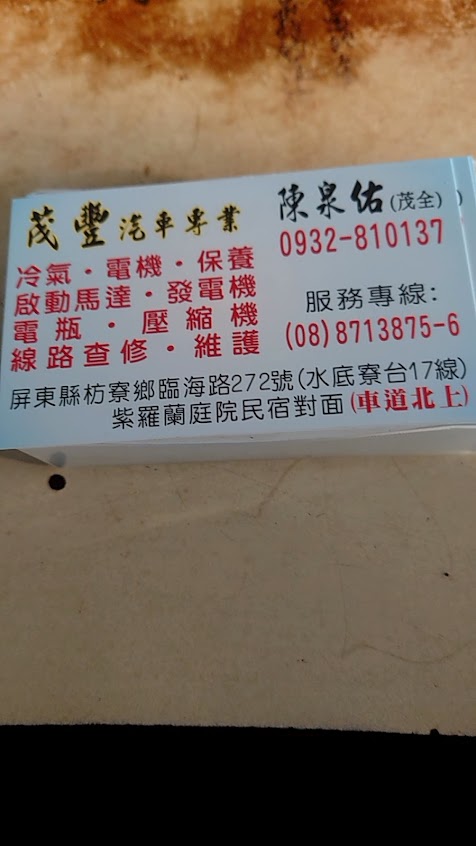 茂豐汽車專業
陳泉佑(茂全)
0932-810137
冷氣・電機・保養
啟動馬達・發電機
電瓶・壓縮機
線路查修・維護
服務專線:
(08)8713875-6
屏東縣枋寮鄉臨海路272號(水底寮台17線)
紫羅蘭庭院民宿對面(車道北上)